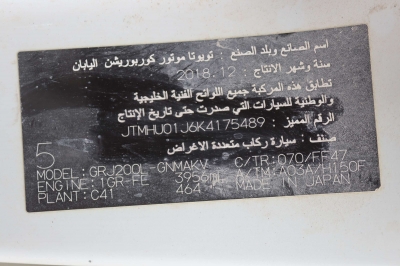 اسم الصانع وبلد الصنع : تويوتا موتور كوربوريشن اليابان
سنة وشهر الانتاج : 2018.12
تطابق هذه المركبة جميع اللوائح الفنية الخليجية
والوطنية للسيارات التي صدرت حتى تاريخ الإنتاج
الرقم المميز : JTMHU01J6K4175489
صنف : سيارة ركاب متعددة الاغراض
5
MODEL: GRJ200L-GNMAKV C/TR: 070/FF47
ENGINE: 1GR-FE 3956mL A/TM: A03A/H150F
PLANT: C41 464 MADE IN JAPAN